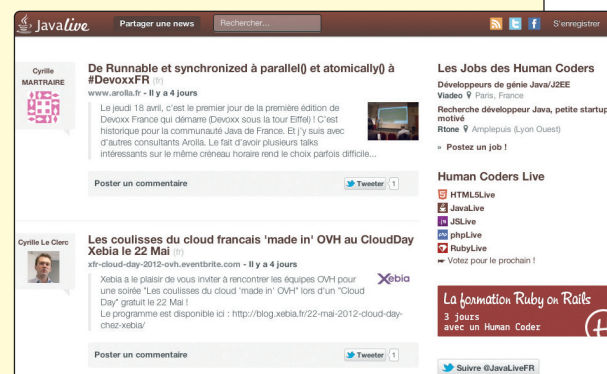 Javalive
Partager une news
Rechercher...
S'enregistrer
Cyrille
MARTRAIRE
De Runnable et synchronized à parallel() et atomically() à
#DevoxxFR (fr)
www.arolla.fr - Il y a 4 jours
Le jeudi 18 avril, c'est le premier jour de la première édition de
Devoxx France qui démarre (Devoxx sous la tour Eiffel) ! C'est
historique pour la communauté Java de France. Et j'y suis avec
d'autres consultants Arolla. Le fait d'avoir plusieurs talks
intéressants sur le même créneau horaire rend le choix parfois difficile...
Poster un commentaire
Tweeter 1
Cyrille Le Clerc
Les coulisses du cloud francais 'made in' OVH au CloudDay
Xebia le 22 Mai (fr)
xfr-cloud-day-2012-ovh.eventbrite.com - Il y a 4 jours
Xebia a le plaisir de vous inviter à rencontrer les équipes OVH pour
une soirée "Les coulisses du cloud 'made in' OVH" lors d'un "Cloud
Day" gratuit le 22 Mai !
Le programme est disponible ici : http://blog.xebia.fr/22-mai-2012-cloud-day-
chez-xebia/
Xebia
Poster un commentaire
Tweeter 1
Les Jobs des Human Coders
Développeurs de génie Java/J2EE
Viadeo Paris, France
Recherche développeur Java, petite startup
motivé
Rtone Amplepuis (Lyon Ouest)
» Postez un job !
Human Coders Live
HTML5Live
JavaLive
JSLive
phpLive
RubyLive
☛ Votez pour le prochain !
La formation Ruby on Rails
3 jours
avec un Human Coder
Suivre @JavaLiveFR